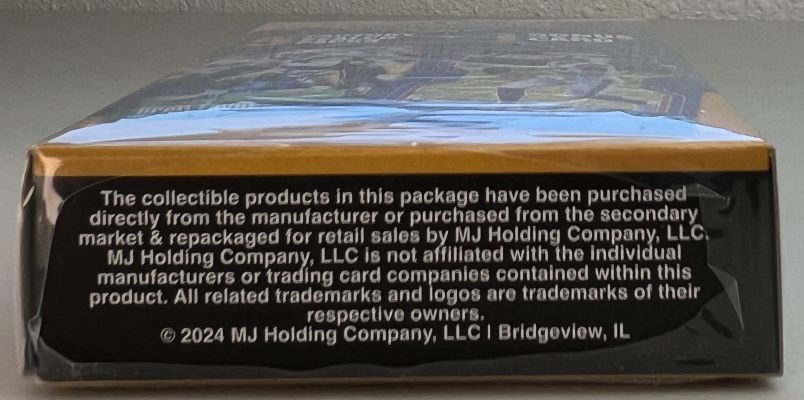 BONUS
CARD
The collectible products in this package have been purchased
directly from the manufacturer or purchased from the secondary
market & repackaged for retail sales by MJ Holding Company, LLC.
MJ Holding Company, LLC is not affiliated with the individual
manufacturers or trading card companies contained within this
product. All related trademarks and logos are trademarks of their
respective owners.
© 2024 MJ Holding Company, LLC | Bridgeview, IL